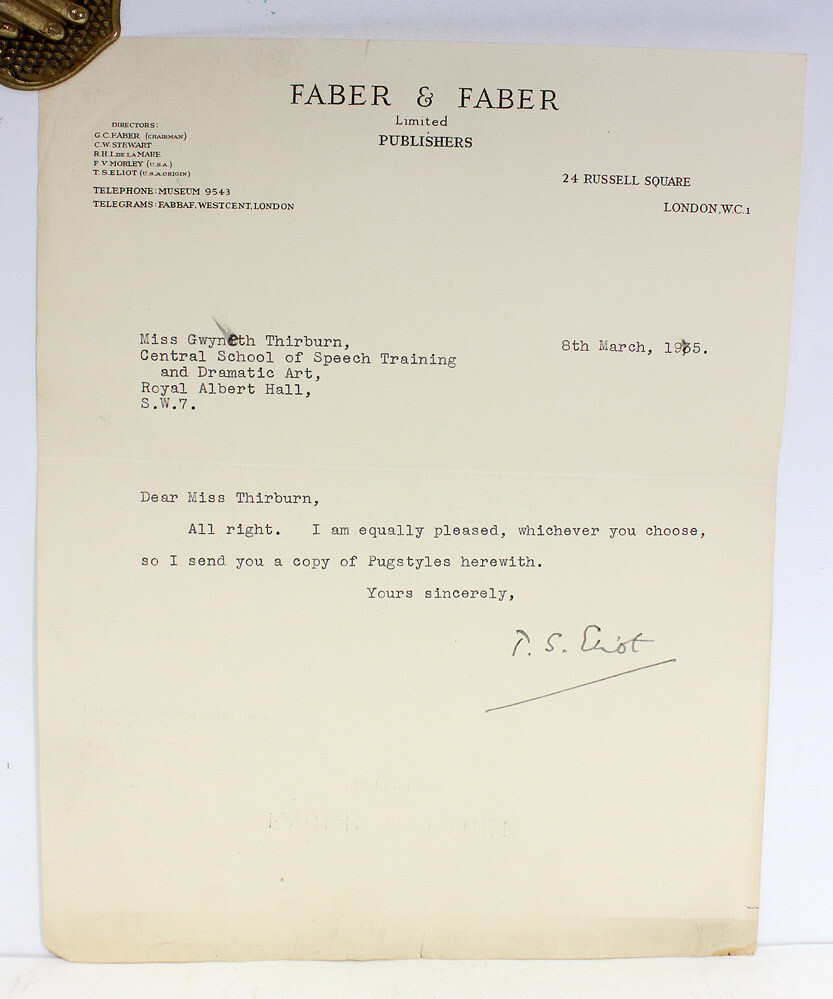 FABER & FABER
Limited
PUBLISHERS
DIRECTORS:
G.C.FABER (CHAIRMAN)
C.W.STEWART
R.H.I.DE LA MARE
F.V.MORLEY (U.S.A.)
T.S.ELIOT (U.S.A.ORIGIN)
TELEPHONE:MUSEUM 9543
TELEGRAMS:FABBAF,WESTCENT,LONDON
24 RUSSELL SQUARE
LONDON,W.C.1
Miss Gwyneth Thirburn,
Central School of Speech Training
and Dramatic Art,
Royal Albert Hall,
S.W.7.
8th March, 1935.
Dear Miss Thirburn,
All right. I am equally pleased, whichever you choose,
so I send you a copy of Pugstyles herewith.
Yours sincerely,
T. S. Eliot